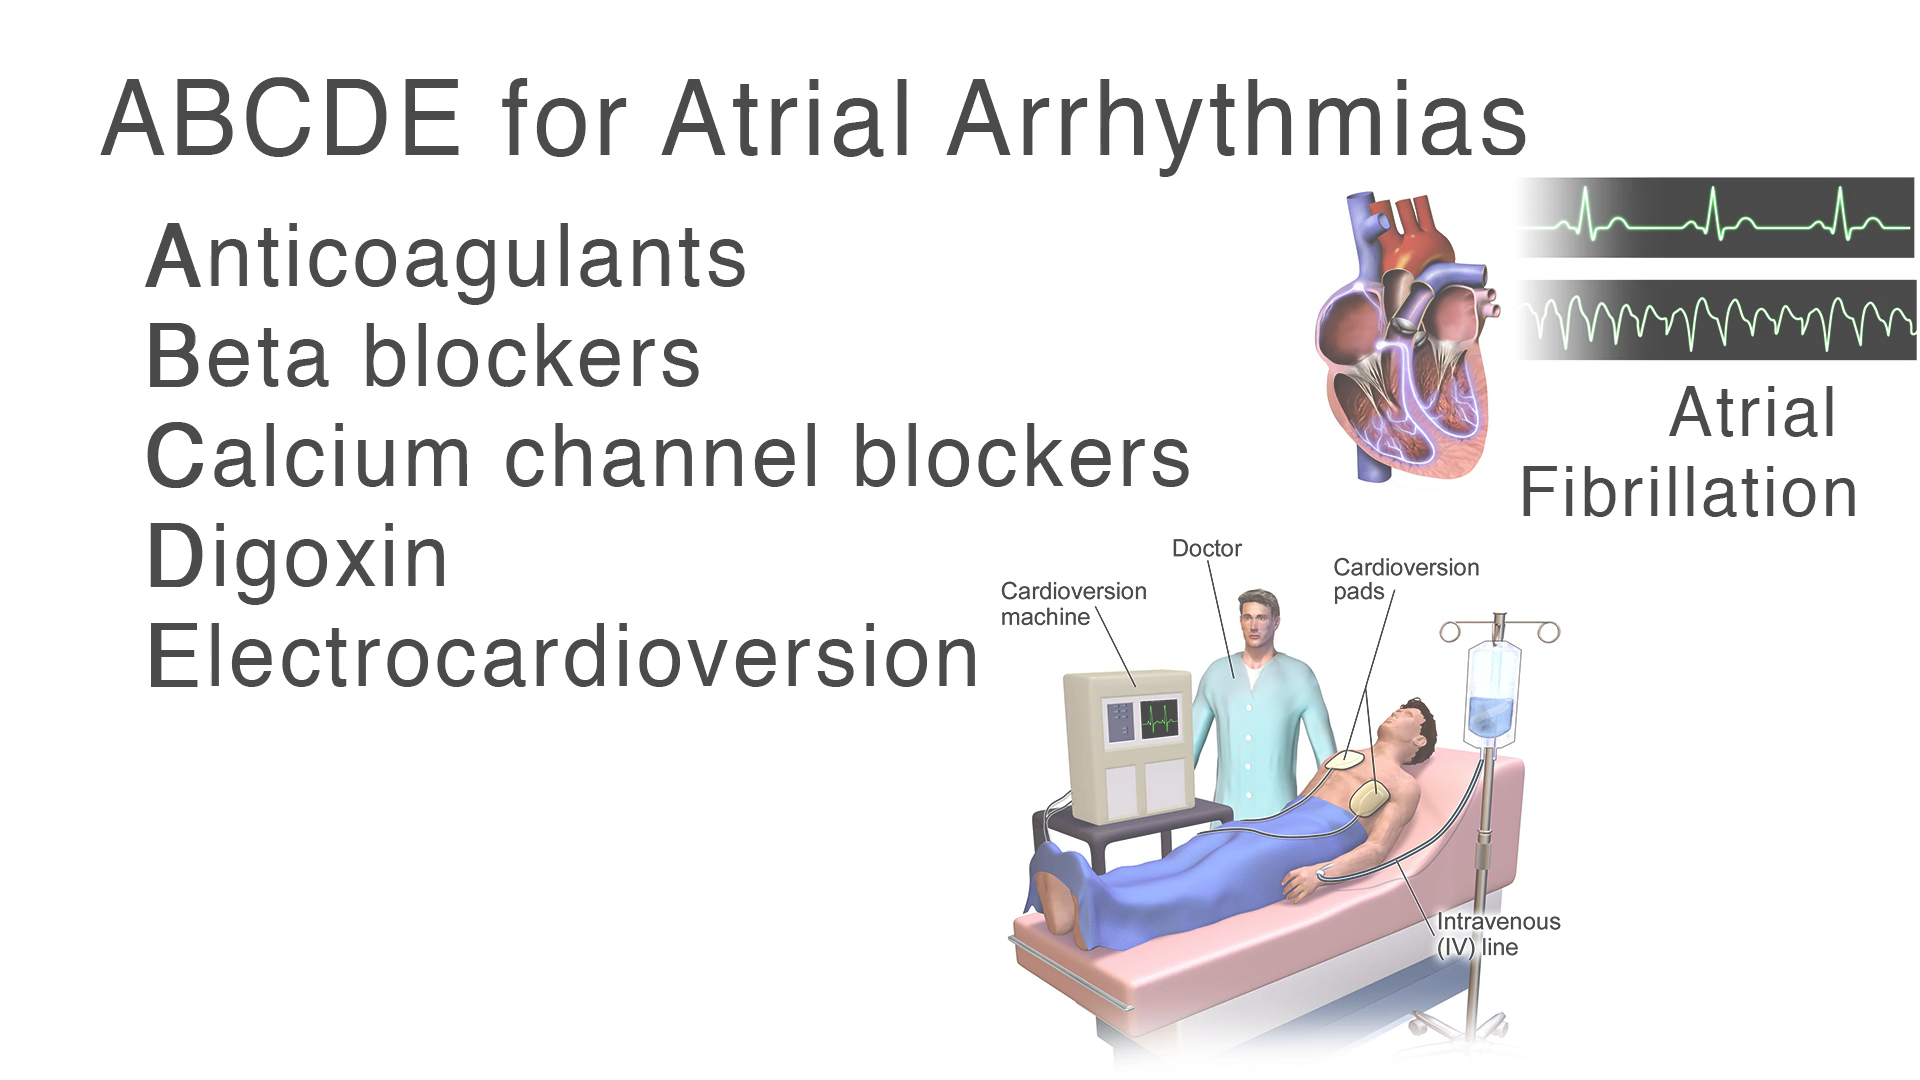 ABCDE for Atrial Arrhythmias
Anticoagulants
Beta blockers
Calcium channel blockers
Digoxin
Electrocardioversion
Atrial
Fibrillation
Doctor
Cardioversion
machine
Cardioversion
pads
Intravenous
(IV) line